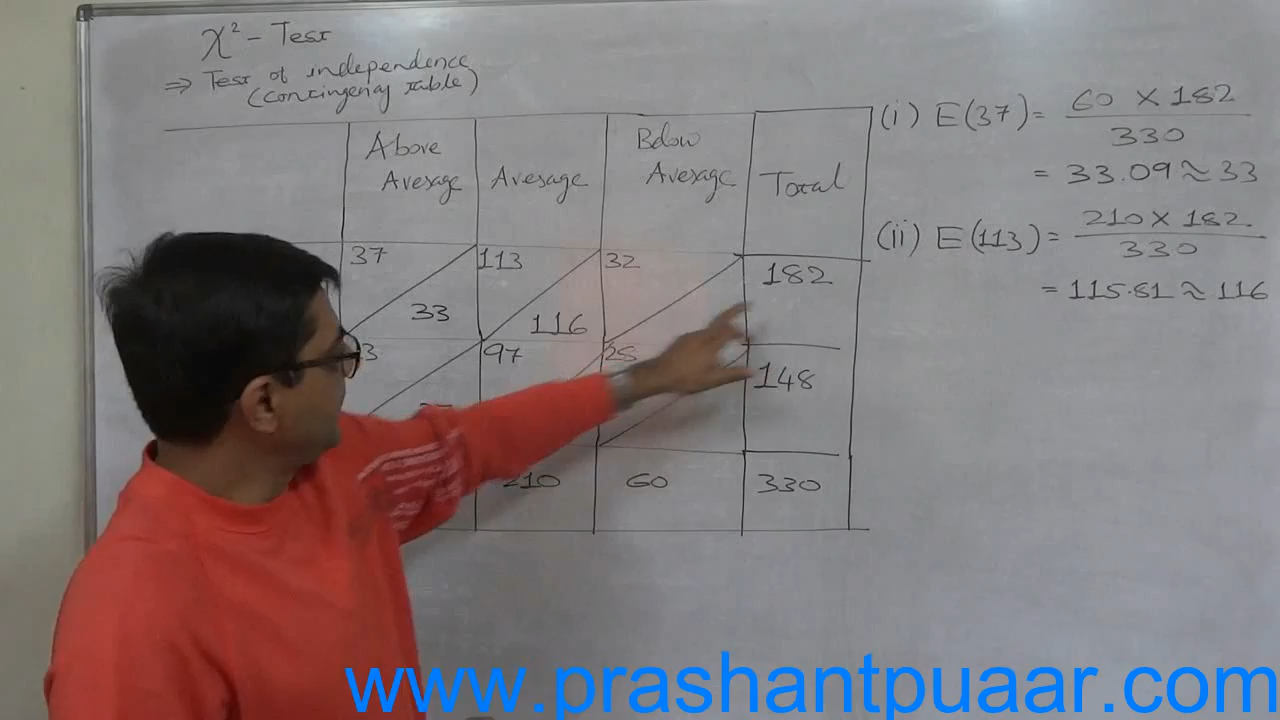 χ² - Test
⇒ Test of independence
(contingency table)
Above Average
Average
Below Average
Total
37
33
113
116
32
182
3
97
28
148
210
60
330
(i) E(37) = 60 × 182
330
= 33.09 ≈ 33
(ii) E(113) = 210 × 182
330
= 115.81 ≈ 116
www.prashantpuaar.com